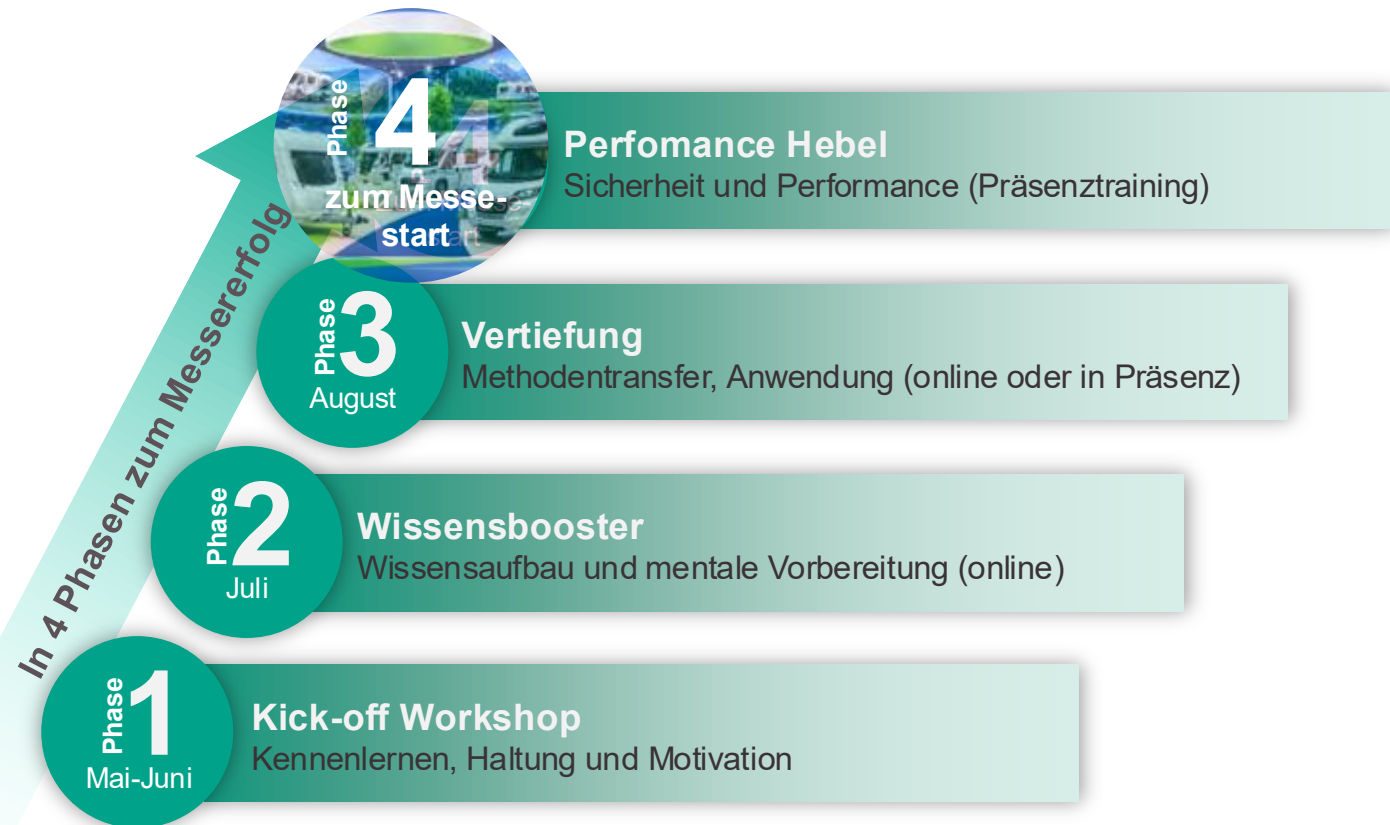 Phase 4
zum Messe-
start
Perfomance Hebel
Sicherheit und Performance (Präsenztraining)
Phase 3
August
Vertiefung
Methodentransfer, Anwendung (online oder in Präsenz)
Phase 2
Juli
Wissensbooster
Wissensaufbau und mentale Vorbereitung (online)
Phase 1
Mai-Juni
Kick-off Workshop
Kennenlernen, Haltung und Motivation
In 4 Phasen zum Messererfolg